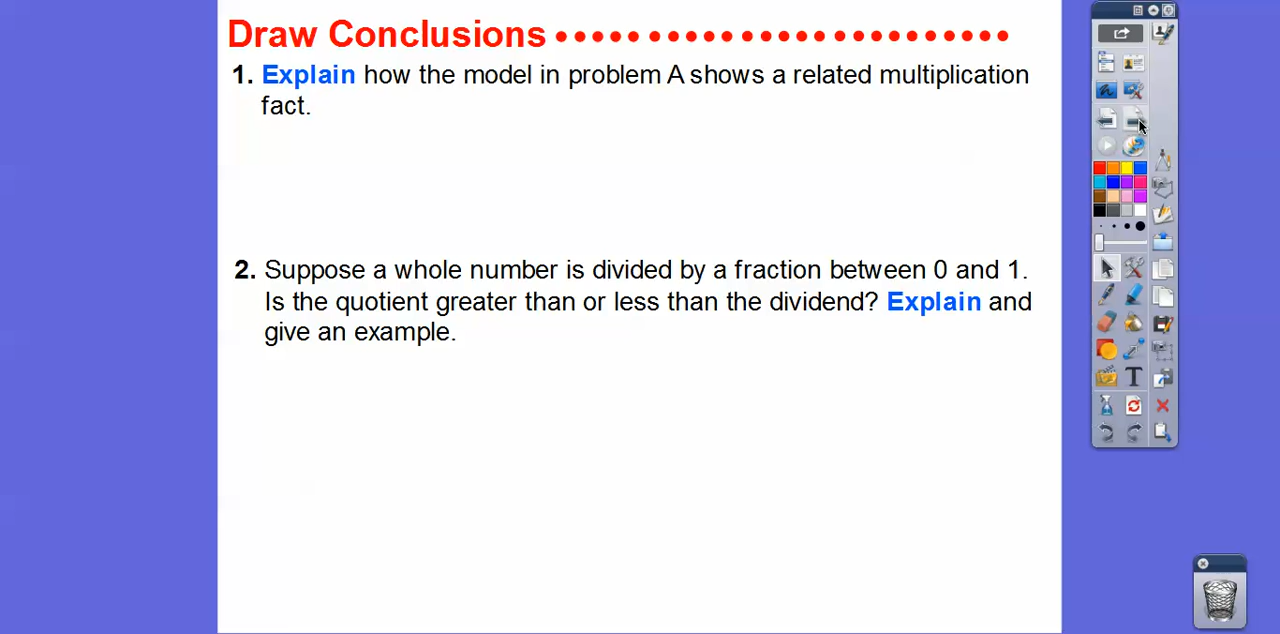 Draw Conclusions
1. Explain how the model in problem A shows a related multiplication
fact.
2. Suppose a whole number is divided by a fraction between 0 and 1.
Is the quotient greater than or less than the dividend? Explain and
give an example.